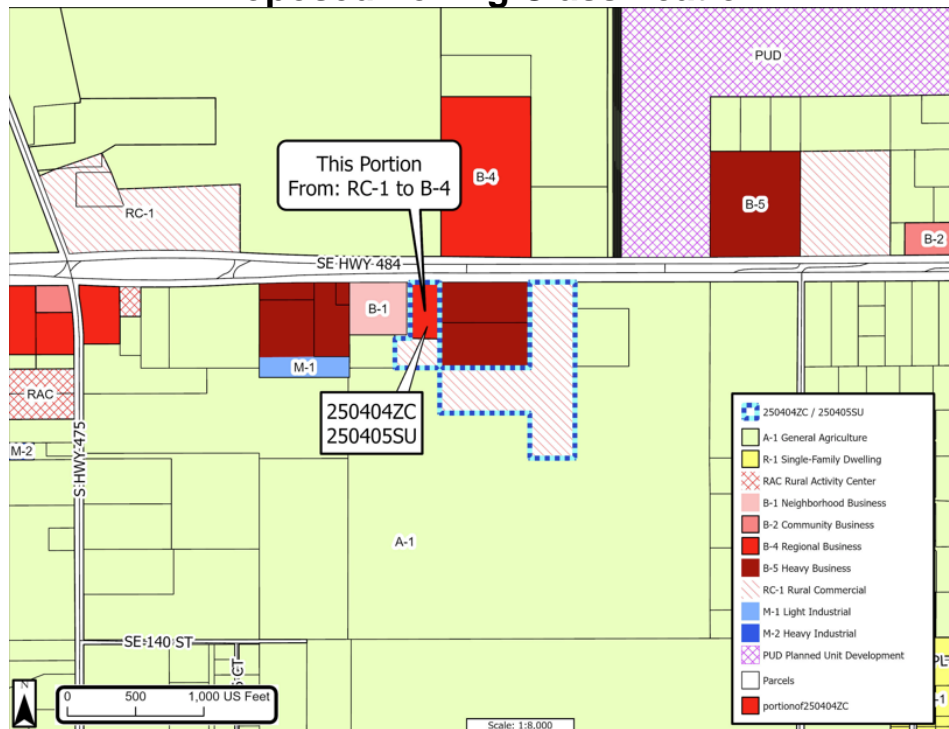 PUD
B-4
This Portion
From: RC-1 to B-4
RC-1
B-5
B-2
SE HWY 484
B-1
M-1
RAC
250404ZC
250405SU
M-2
S HWY 475
A-1
SE 140 ST
CT
N
0 500 1,000 US Feet
Scale: 1:8,000
250404ZC / 250405SU
A-1 General Agriculture
R-1 Single-Family Dwelling
RAC Rural Activity Center
B-1 Neighborhood Business
B-2 Community Business
B-4 Regional Business
B-5 Heavy Business
RC-1 Rural Commercial
M-1 Light Industrial
M-2 Heavy Industrial
PUD Planned Unit Development
Parcels
portionof250404ZC
PL
-1